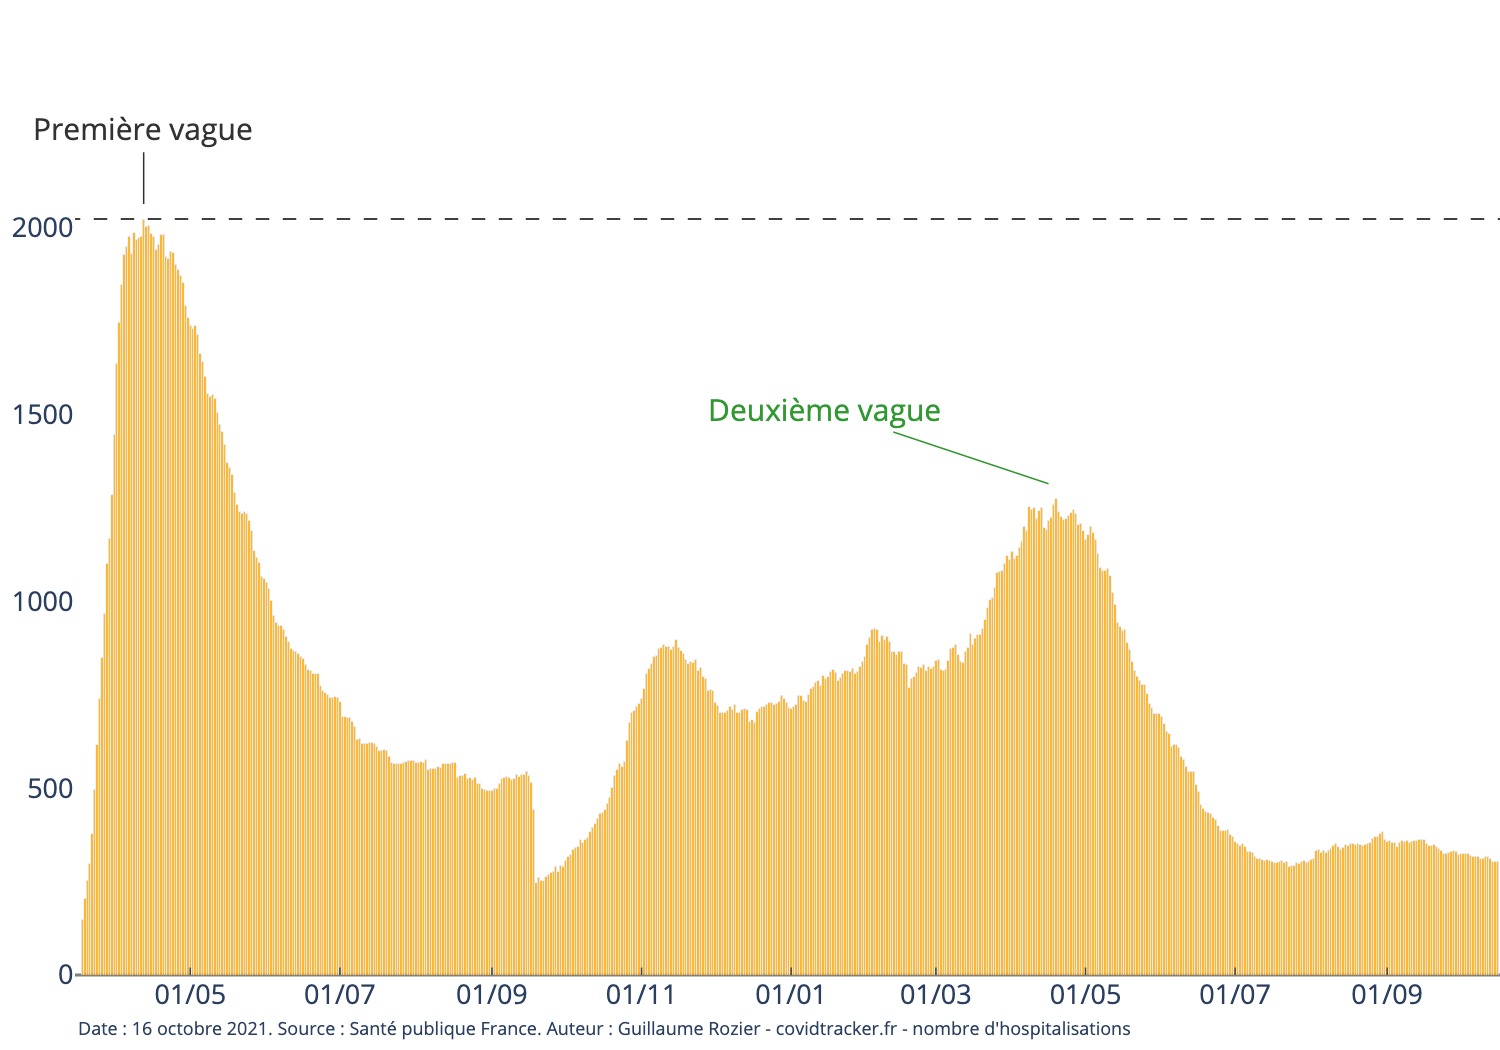 Première vague
2000
1500
Deuxième vague
1000
500
0
01/05 01/07 01/09 01/11 01/01 01/03 01/05 01/07 01/09
Date : 16 octobre 2021. Source : Santé publique France. Auteur : Guillaume Rozier - covidtracker.fr - nombre d'hospitalisations